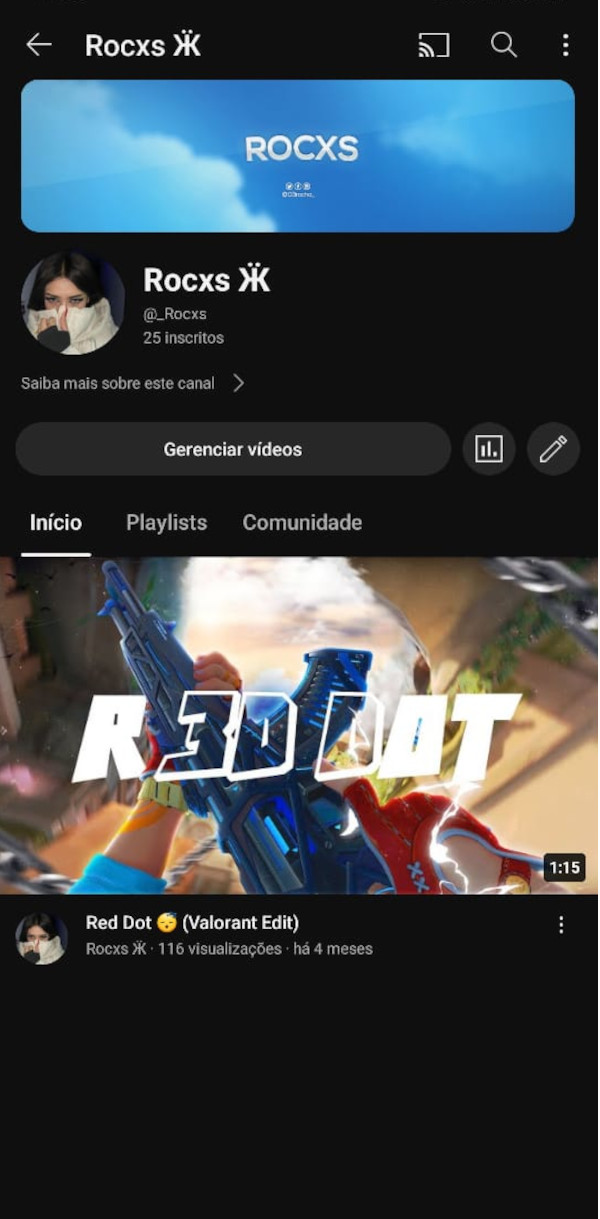 Rocxs Ӝ
ROCXS
Rocxs Ӝ
@_Rocxs
25 inscritos
Saiba mais sobre este canal
Gerenciar vídeos
Início Playlists Comunidade
R3D DOT
1:15
Red Dot 😴 (Valorant Edit)
Rocxs Ӝ · 116 visualizações · há 4 meses